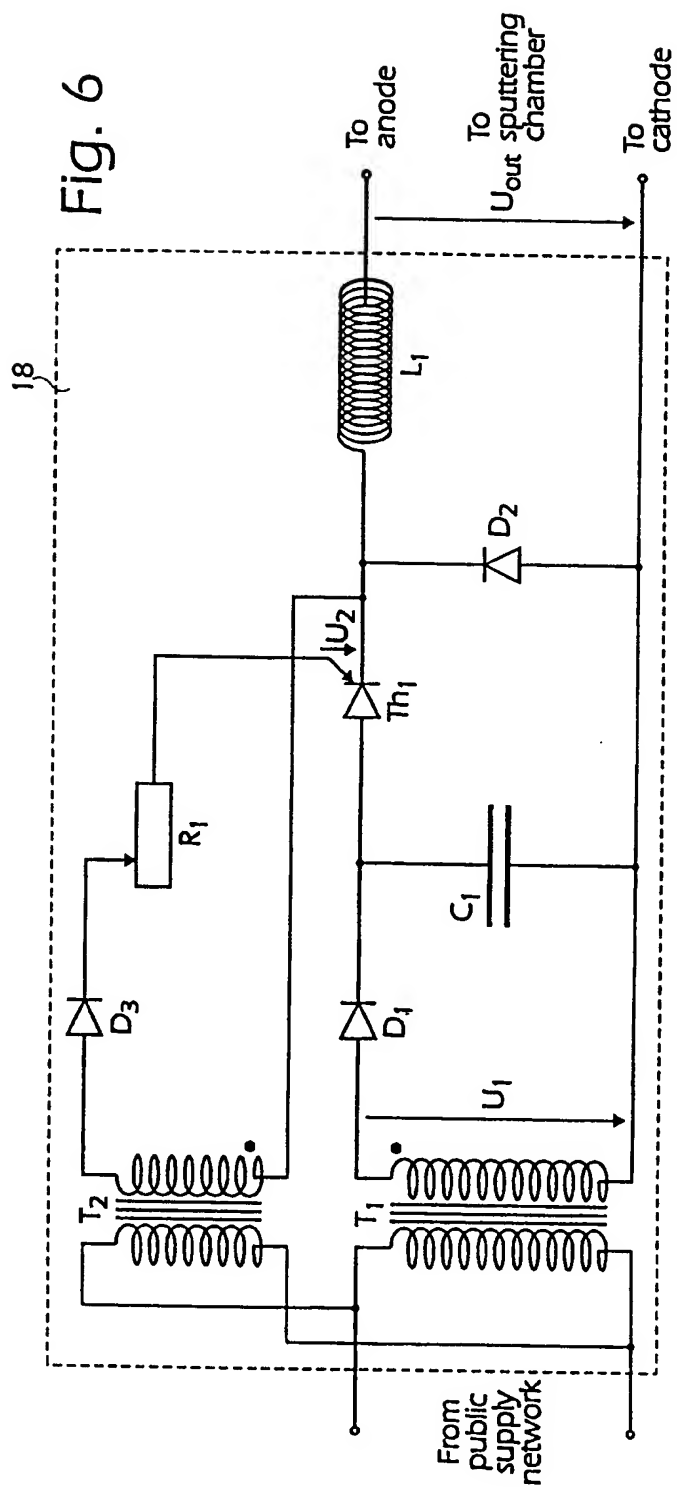 Fig. 6
18
From
public
supply
network
T2
D3
R1
T1
U1
D1
C1
Th1
U2
D2
L1
To
anode
To
Uout sputtering
chamber
To
cathode